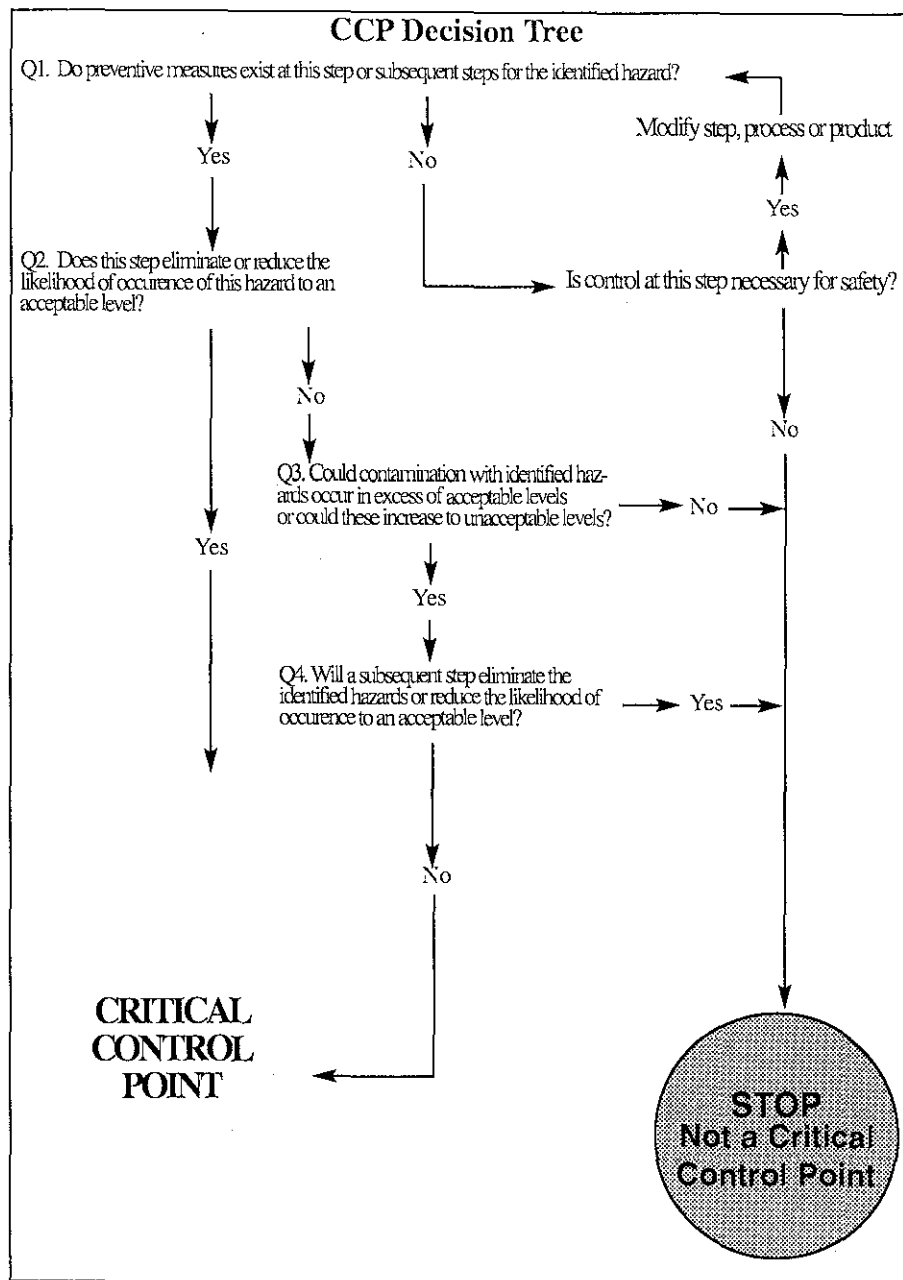 CCP Decision Tree
Q1. Do preventive measures exist at this step or subsequent steps for the identified hazard?
Modify step, process or product
Yes
No
Yes
Q2. Does this step eliminate or reduce the
likelihood of occurence of this hazard to an
acceptable level?
Is control at this step necessary for safety?
No
No
Q3. Could contamination with identified haz-
ards occur in excess of acceptable levels
or could these increase to unacceptable levels?
No
Yes
Yes
Q4. Will a subsequent step eliminate the
identified hazards or reduce the likelihood of
occurence to an acceptable level?
Yes
No
CRITICAL
CONTROL
POINT
STOP
Not a Critical
Control Point